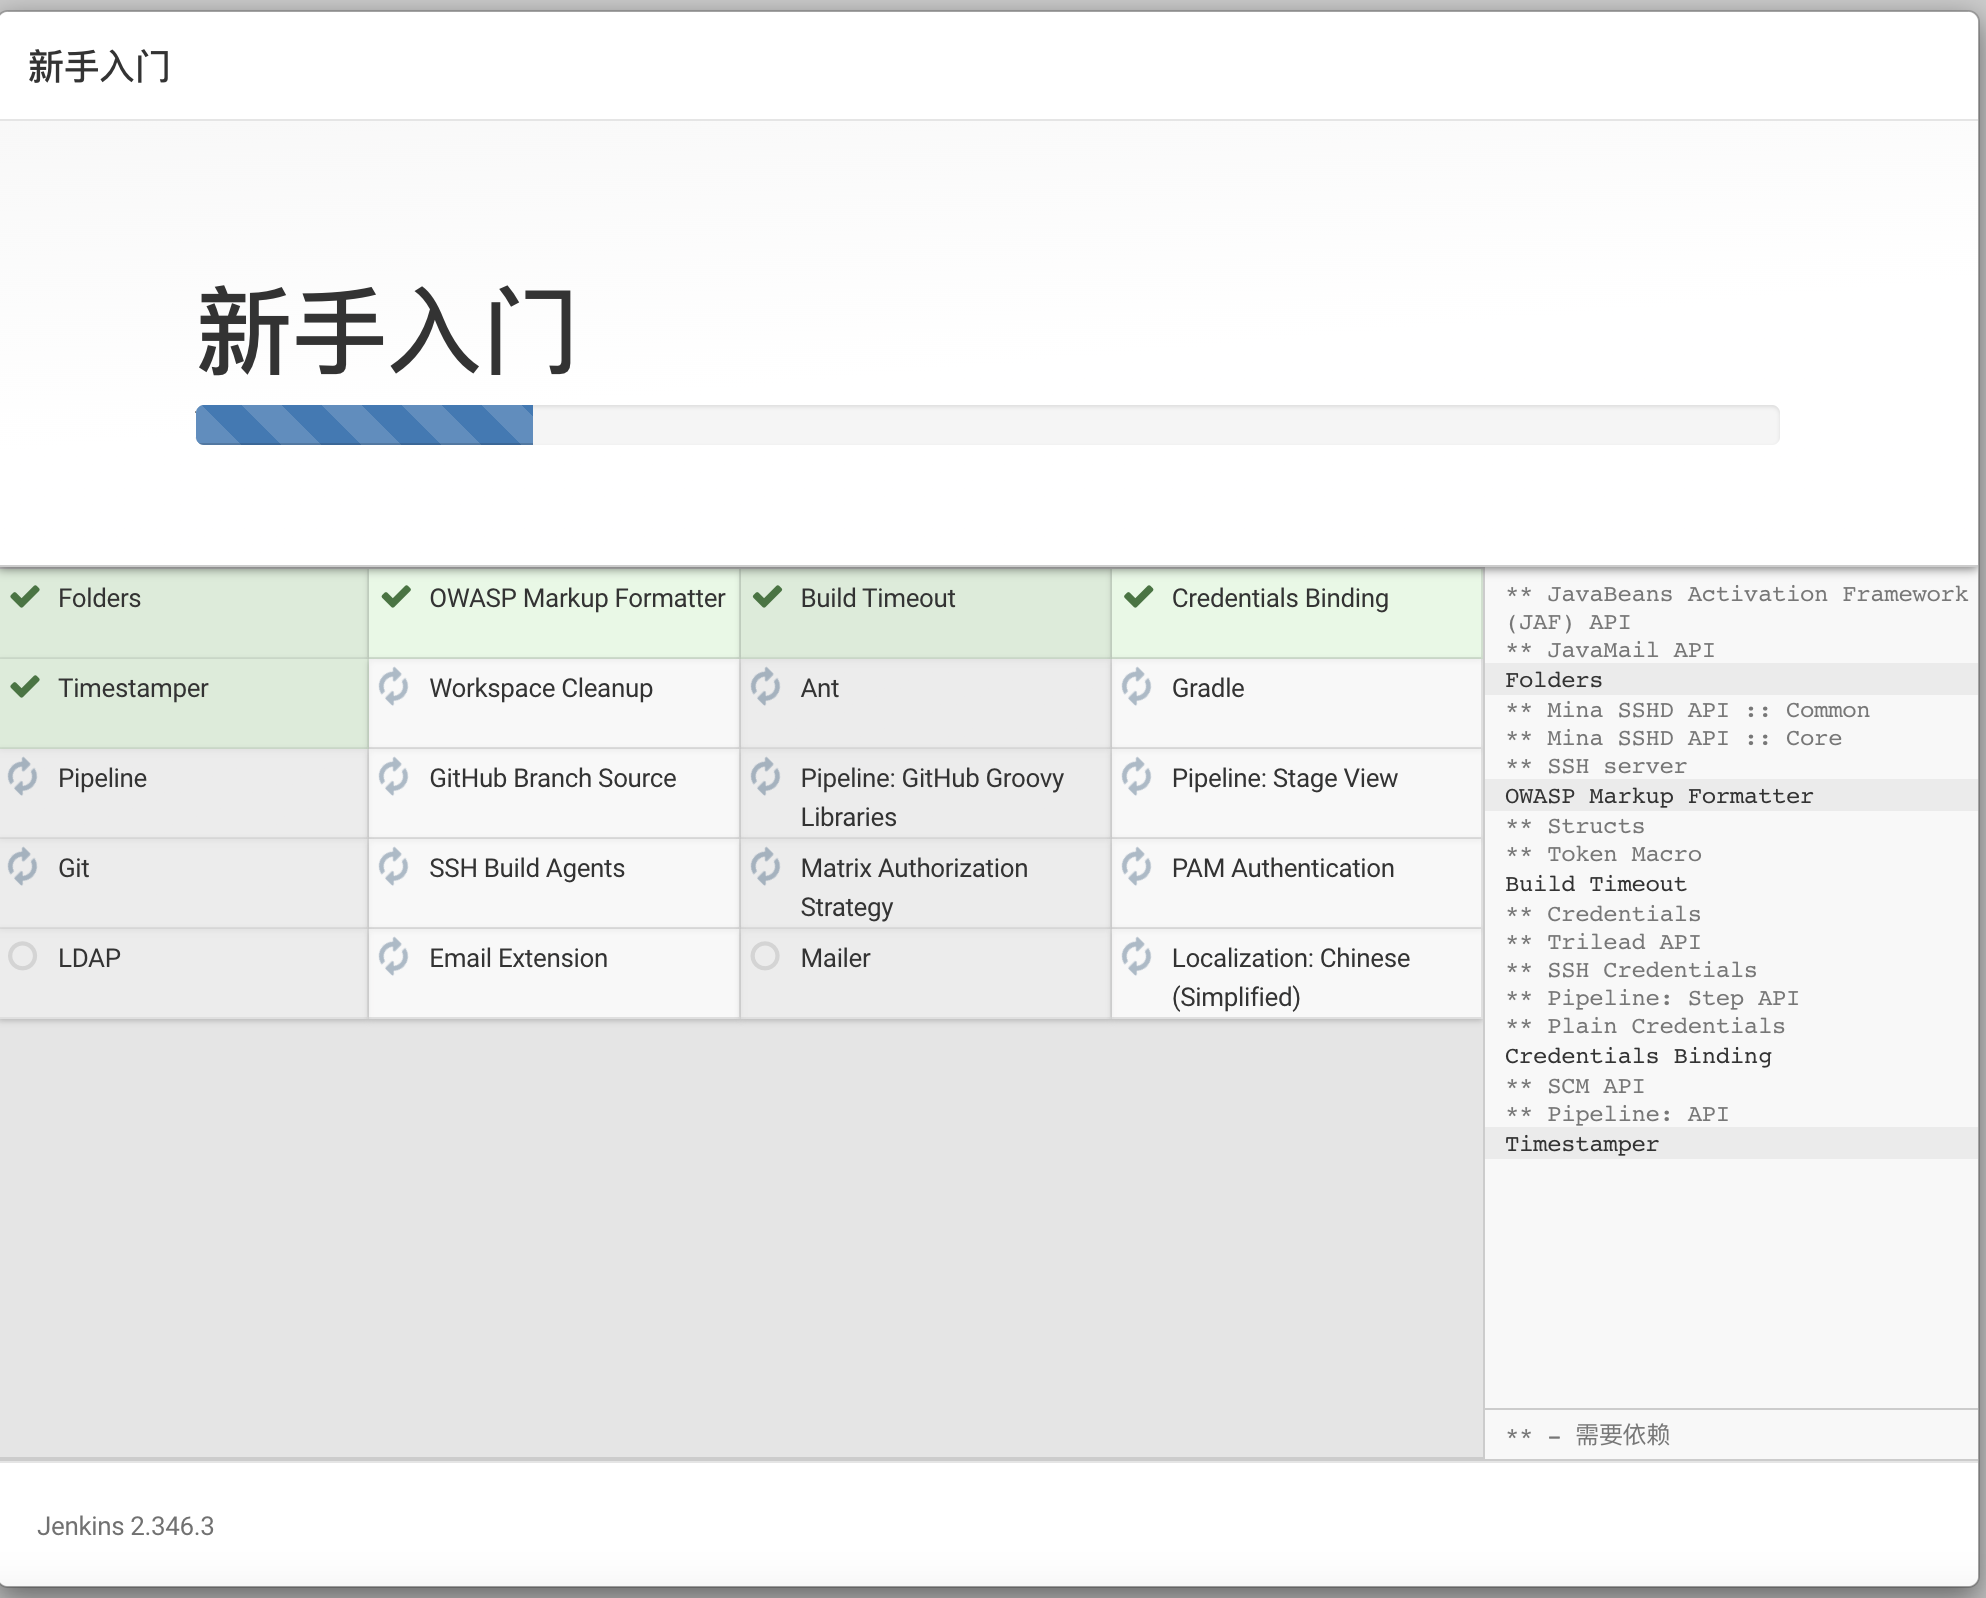 新手入门
新手入门
Folders
OWASP Markup Formatter
Build Timeout
Credentials Binding
Timestamper
Workspace Cleanup
Ant
Gradle
Pipeline
GitHub Branch Source
Pipeline: GitHub Groovy
Libraries
Pipeline: Stage View
Git
SSH Build Agents
Matrix Authorization
Strategy
PAM Authentication
LDAP
Email Extension
Mailer
Localization: Chinese
(Simplified)
** JavaBeans Activation Framework
(JAF) API
** JavaMail API
Folders
** Mina SSHD API :: Common
** Mina SSHD API :: Core
** SSH server
OWASP Markup Formatter
** Structs
** Token Macro
Build Timeout
** Credentials
** Trilead API
** SSH Credentials
** Pipeline: Step API
** Plain Credentials
Credentials Binding
** SCM API
** Pipeline: API
Timestamper
** – 需要依赖
Jenkins 2.346.3